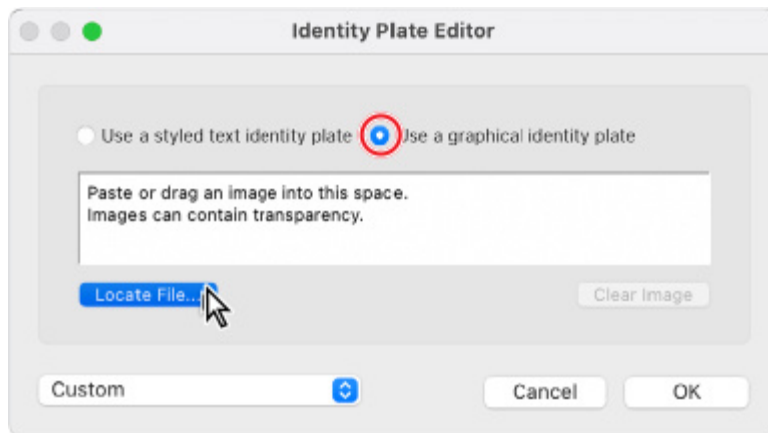 Identity Plate Editor
Use a styled text identity plate Use a graphical identity plate
Paste or drag an image into this space.
Images can contain transparency.
Locate File... Clear Image
Custom Cancel OK